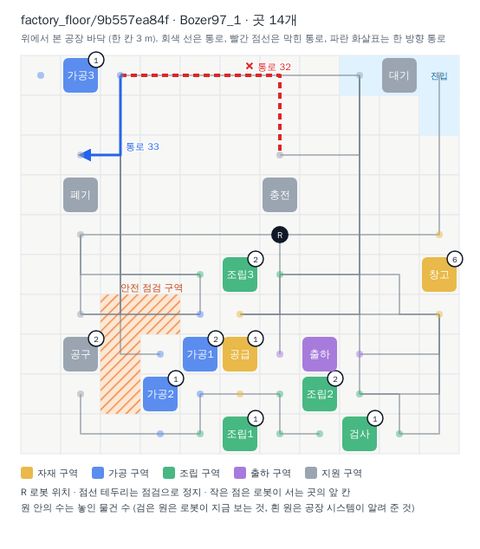 factory_floor/9b557ea84f · Bozer97_1 · 곳 14개
위에서 본 공장 바닥 (한 칸 3 m). 회색 선은 통로, 빨간 점선은 막힌 통로, 파란 화살표는 한 방향 통로
가공3 1
대기
진입
✕ 통로 32
통로 33
폐기
충전
R
조립3 2
창고 6
안전 점검 구역
공구 2
가공1 2
공급 1
출하
가공2 1
조립2 2
조립1 1
검사 1
자재 구역 가공 구역 조립 구역 출하 구역 지원 구역
R 로봇 위치 · 점선 테두리는 점검으로 정지 · 작은 점은 로봇이 서는 곳의 앞 칸
원 안의 수는 놓인 물건 수 (검은 원은 로봇이 지금 보는 것, 흰 원은 공장 시스템이 알려 준 것)